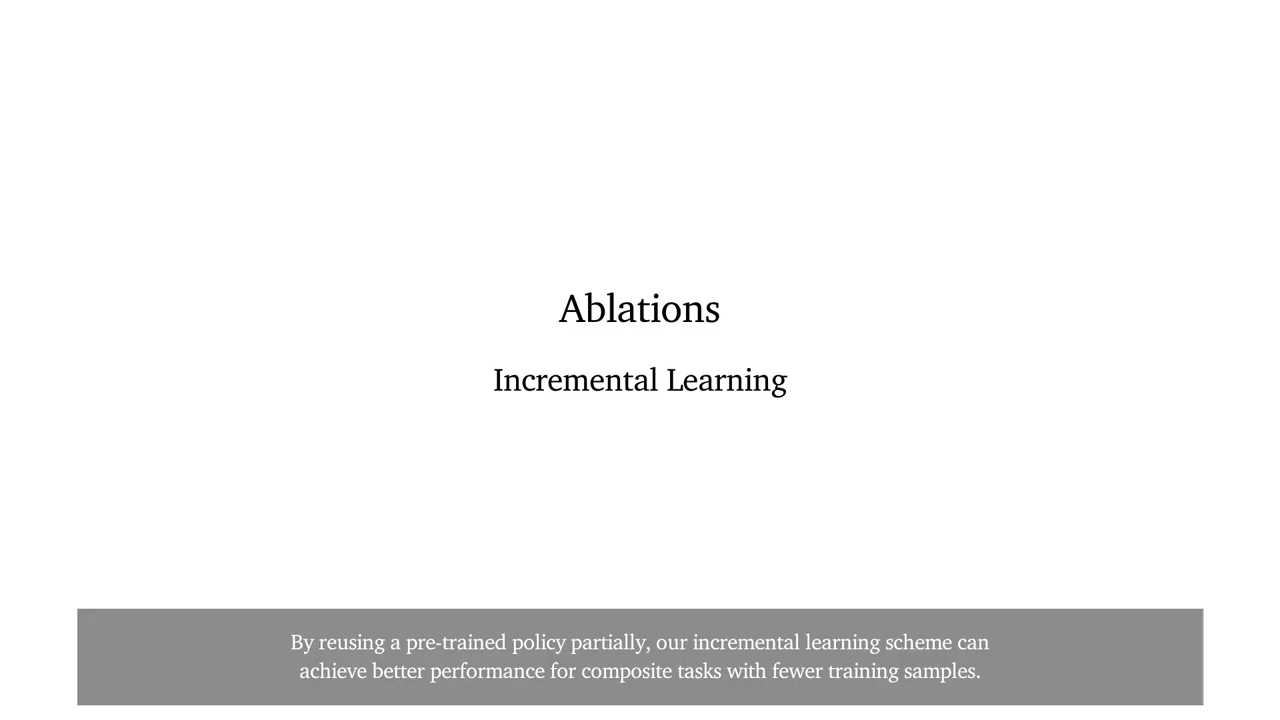 Ablations
Incremental Learning
By reusing a pre-trained policy partially, our incremental learning scheme can
achieve better performance for composite tasks with fewer training samples.